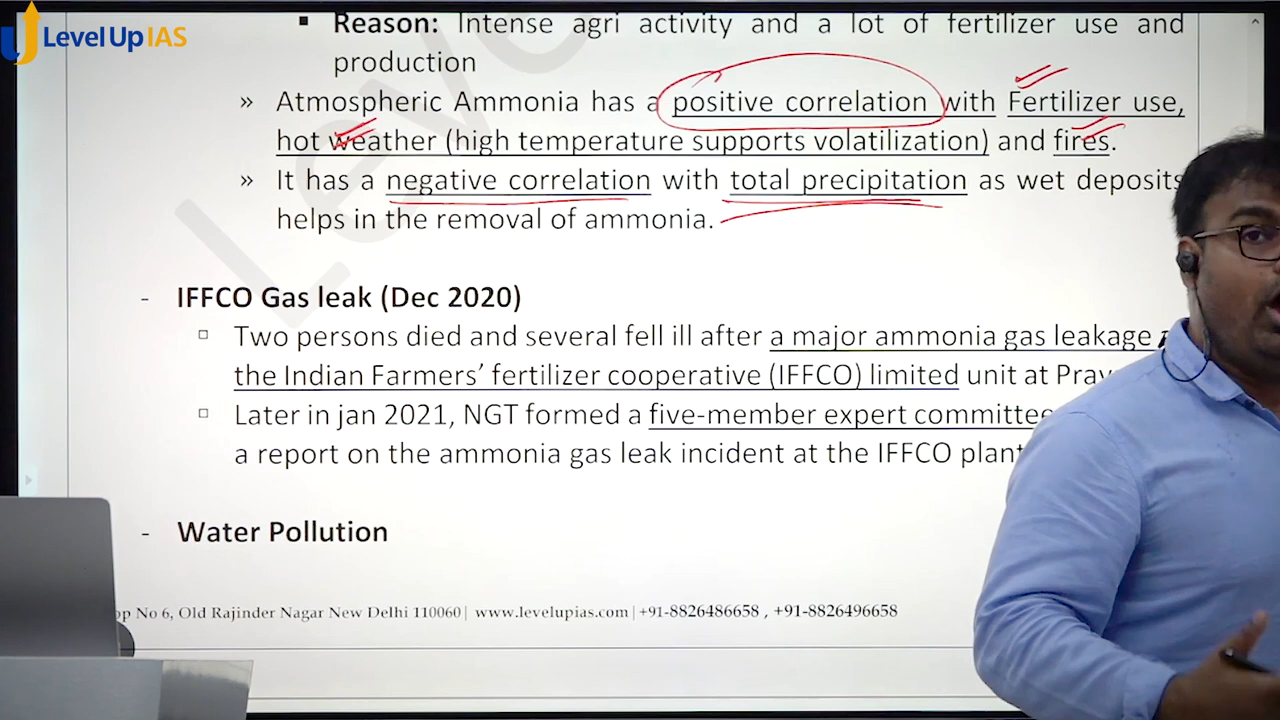 Level Up IAS
▪ Reason: Intense agri activity and a lot of fertilizer use and
production
» Atmospheric Ammonia has a positive correlation with Fertilizer use,
hot weather (high temperature supports volatilization) and fires.
» It has a negative correlation with total precipitation as wet deposits
helps in the removal of ammonia.
- IFFCO Gas leak (Dec 2020)
▫ Two persons died and several fell ill after a major ammonia gas leakage
the Indian Farmers’ fertilizer cooperative (IFFCO) limited unit at
▫ Later in jan 2021, NGT formed a five-member expert committee
a report on the ammonia gas leak incident at the IFFCO plant
- Water Pollution
No 6, Old Rajinder Nagar New Delhi 110060| www.levelupias.com | +91-8826486658 , +91-8826496658